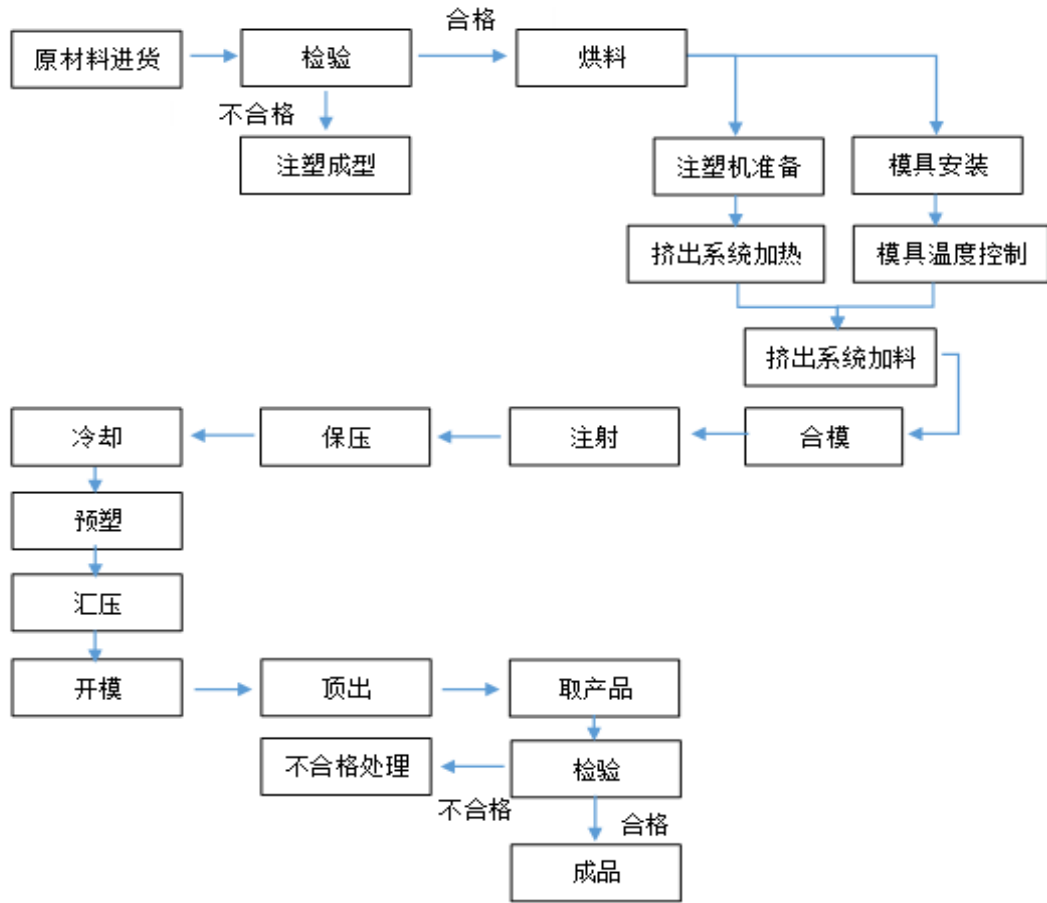 合格
原材料进货
检验
烘料
不合格
注塑成型
注塑机准备
模具安装
挤出系统加热
模具温度控制
挤出系统加料
冷却
保压
注射
合模
预塑
汇压
开模
顶出
取产品
不合格处理
检验
不合格
合格
成品